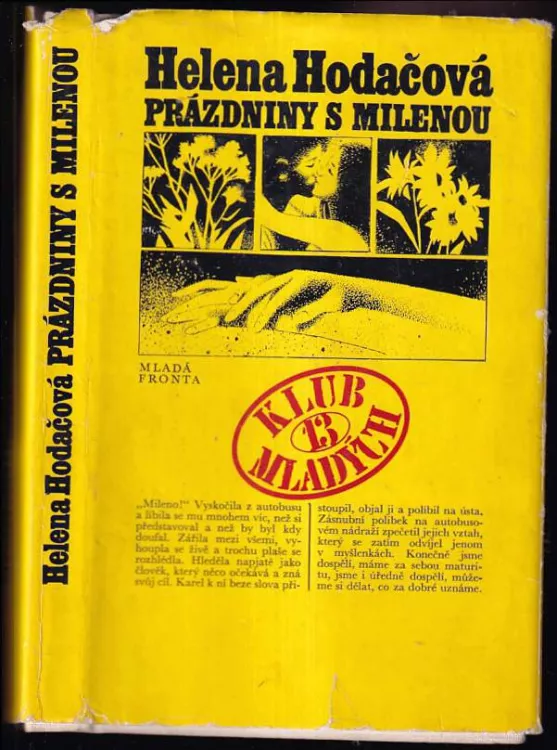 Helena Hodačová PRÁZDNINY S MILENOU
Helena Hodačová
PRÁZDNINY S MILENOU
MLADÁ
FRONTA
KLUB
13
MLADÝCH
„Mileno!“ Vyskočila z autobusu
a líbila se mu mnohem víc, než si
představoval a než by byl kdy
doufal. Zářila mezi všemi, vy-
houpla se živě a trochu plaše se
rozhlédla. Hleděla napjatě jako
člověk, který něco očekává a zná
svůj cíl. Karel k ní beze slova při-
stoupil, objal ji a políbil na ústa.
Zásnubní polibek na autobuso-
vém nádraží zpečetil jejich vztah,
který se zatím odvíjel jenom
v myšlenkách. Konečně jsme
dospělí, máme za sebou maturi-
tu, jsme i úředně dospělí, může-
me si dělat, co za dobré uznáme.